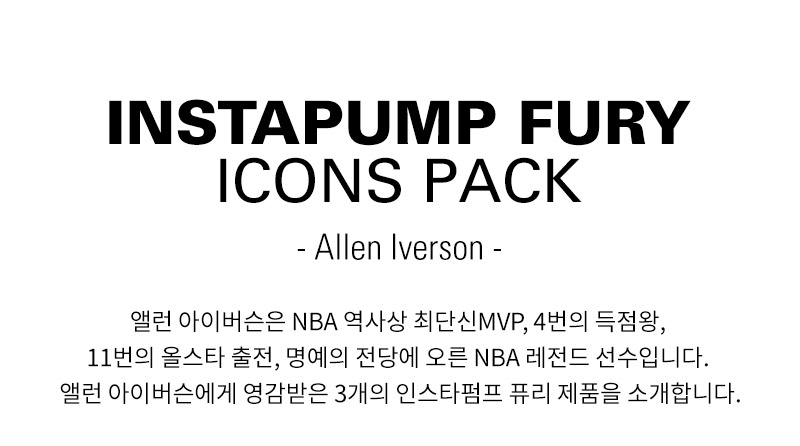 INSTAPUMP FURY
ICONS PACK
- Allen Iverson -
앨런 아이버슨은 NBA 역사상 최단신MVP, 4번의 득점왕,
11번의 올스타 출전, 명예의 전당에 오른 NBA 레전드 선수입니다.
앨런 아이버슨에게 영감받은 3개의 인스타펌프 퓨리 제품을 소개합니다.